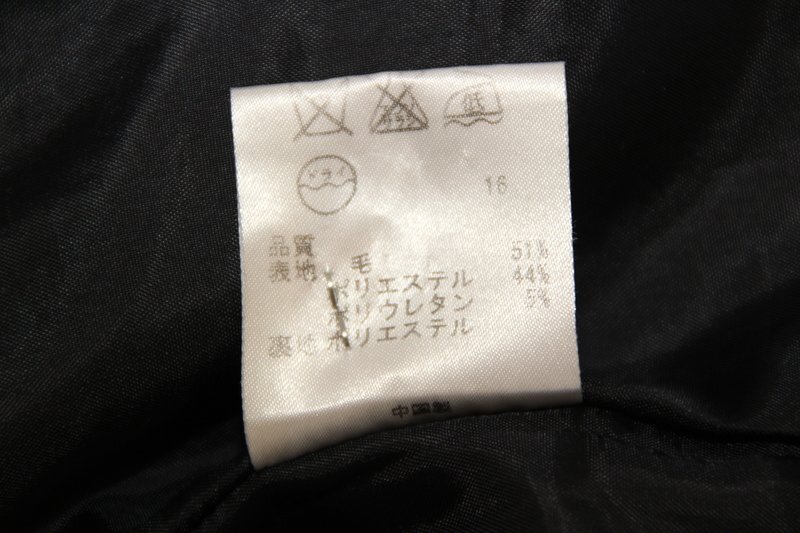 低
ドライ
16
品質
表地 毛 51%
ポリエステル 44%
ポリウレタン 5%
裏地 ポリエステル
中国製